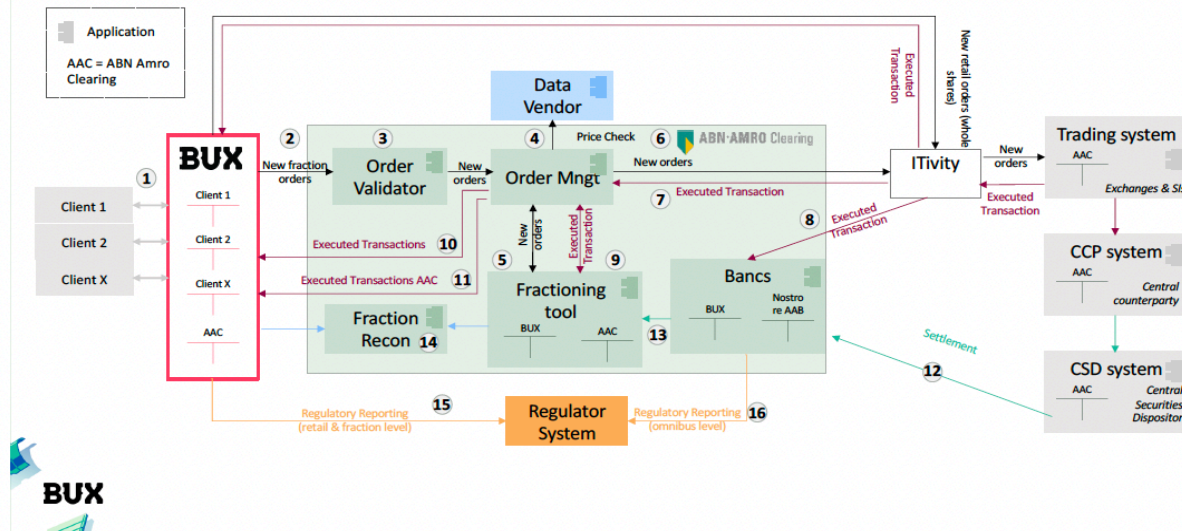 Application
AAC = ABN Amro
Clearing
Data
Vendor
Executed
Transaction
New retail orders (whole
shares)
BUX
2
3
4
Price Check
6
ABN·AMRO Clearing
Trading system
AAC
Exchanges & SIs
1
New fraction
orders
Order
Validator
New
orders
Order Mngt
New orders
ITivity
New
orders
Client 1
Client 1
Executed Transaction
7
Executed
Transaction
Client 2
Client 2
Executed Transactions
10
New
orders
Executed
Transaction
8
Executed
Transaction
CCP system
AAC
Central
counterparty
Client X
Client X
Executed Transactions AAC
11
5
9
Fractioning
tool
BUX
AAC
Bancs
BUX
Nostro
re AAB
AAC
Fraction
Recon
14
13
Settlement
12
CSD system
AAC
Central
Securities
Dispositor
15
Regulatory Reporting
(retail & fraction level)
Regulator
System
Regulatory Reporting
(omnibus level)
16
BUX